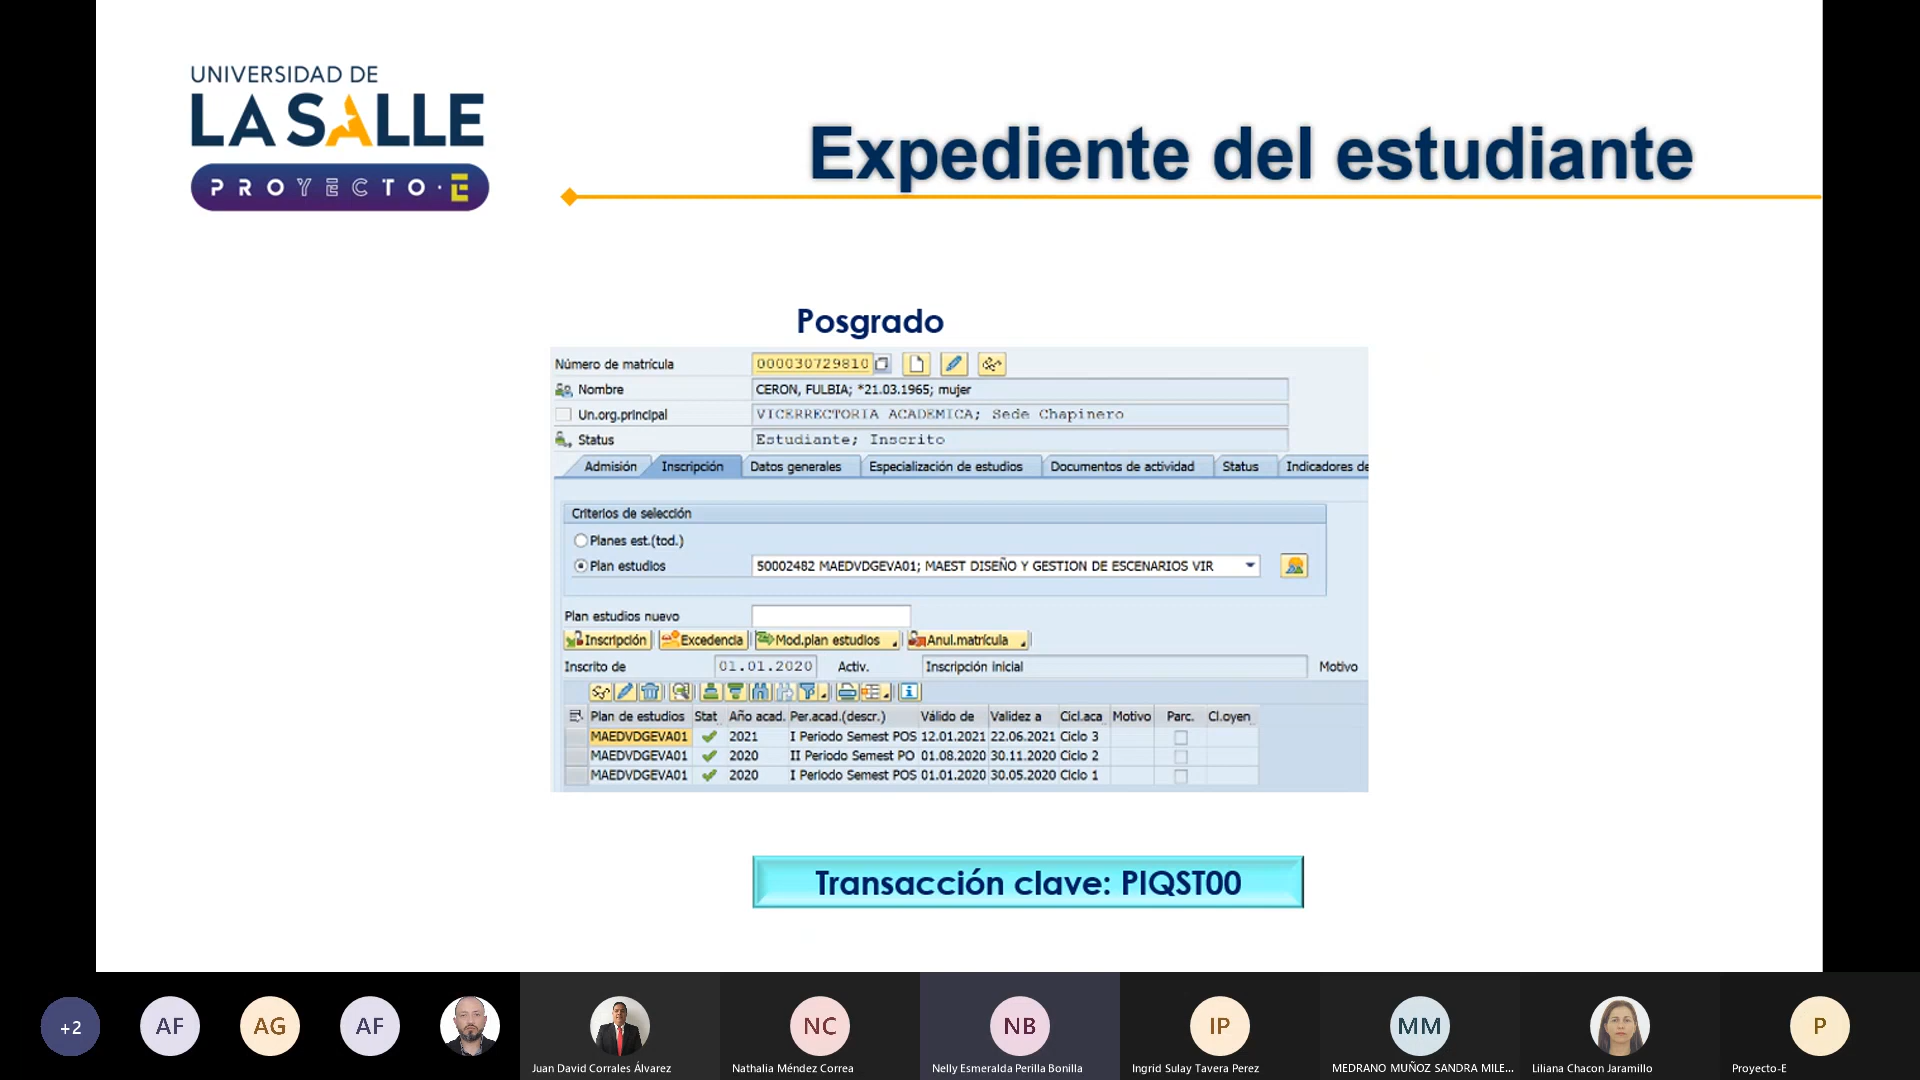 UNIVERSIDAD DE
LA SALLE
PROYECTO·E
Expediente del estudiante
Posgrado
Número de matrícula 000030729810
Nombre CERON, FULBIA; *21.03.1965; mujer
Un.org.principal VICERRECTORIA ACADEMICA; Sede Chapinero
Status Estudiante; Inscrito
Admisión Inscripción Datos generales Especialización de estudios Documentos de actividad Status Indicadores de
Criterios de selección
Planes est.(tod.)
Plan estudios 50002482 MAEDVDGEVA01; MAEST DISEÑO Y GESTION DE ESCENARIOS VIR
Plan estudios nuevo
Inscripción Excedencia Mod.plan estudios Anul.matrícula
Inscrito de 01.01.2020 Activ. Inscripción inicial Motivo
Plan de estudios Stat Año acad. Per.acad.(descr.) Válido de Validez a Cicl.aca Motivo Parc. Cl.oyen
MAEDVDGEVA01 2021 I Periodo Semest POS 12.01.2021 22.06.2021 Ciclo 3
MAEDVDGEVA01 2020 II Periodo Semest PO 01.08.2020 30.11.2020 Ciclo 2
MAEDVDGEVA01 2020 I Periodo Semest POS 01.01.2020 30.05.2020 Ciclo 1
Transacción clave: PIQST00
+2 AF AG AF NC NB IP MM P
Juan David Corrales Álvarez Nathalia Méndez Correa Nelly Esmeralda Perilla Bonilla Ingrid Sulay Tavera Perez MEDRANO MUÑOZ SANDRA MILE... Liliana Chacon Jaramillo Proyecto-E